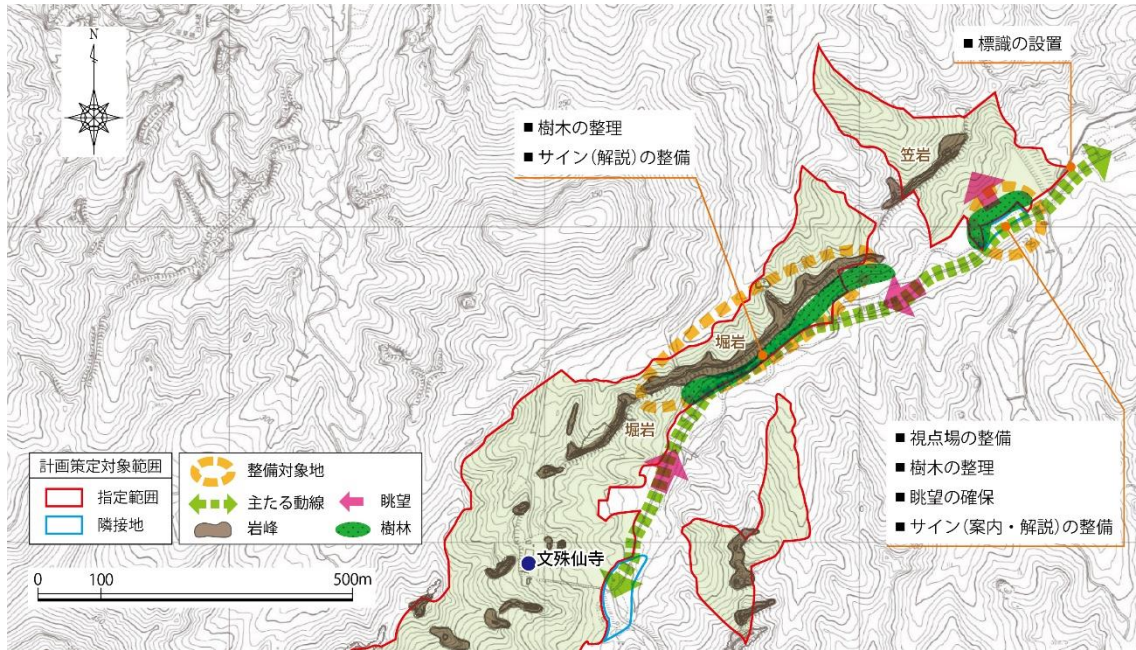 N
■ 標識の設置
■ 樹木の整理
■ サイン(解説)の整備
笠岩
堀岩
堀岩
■ 視点場の整備
■ 樹木の整理
■ 眺望の確保
■ サイン(案内・解説)の整備
計画策定対象範囲
指定範囲
隣接地
整備対象地
主たる動線
眺望
岩峰
樹林
文殊仙寺
0 100 500m